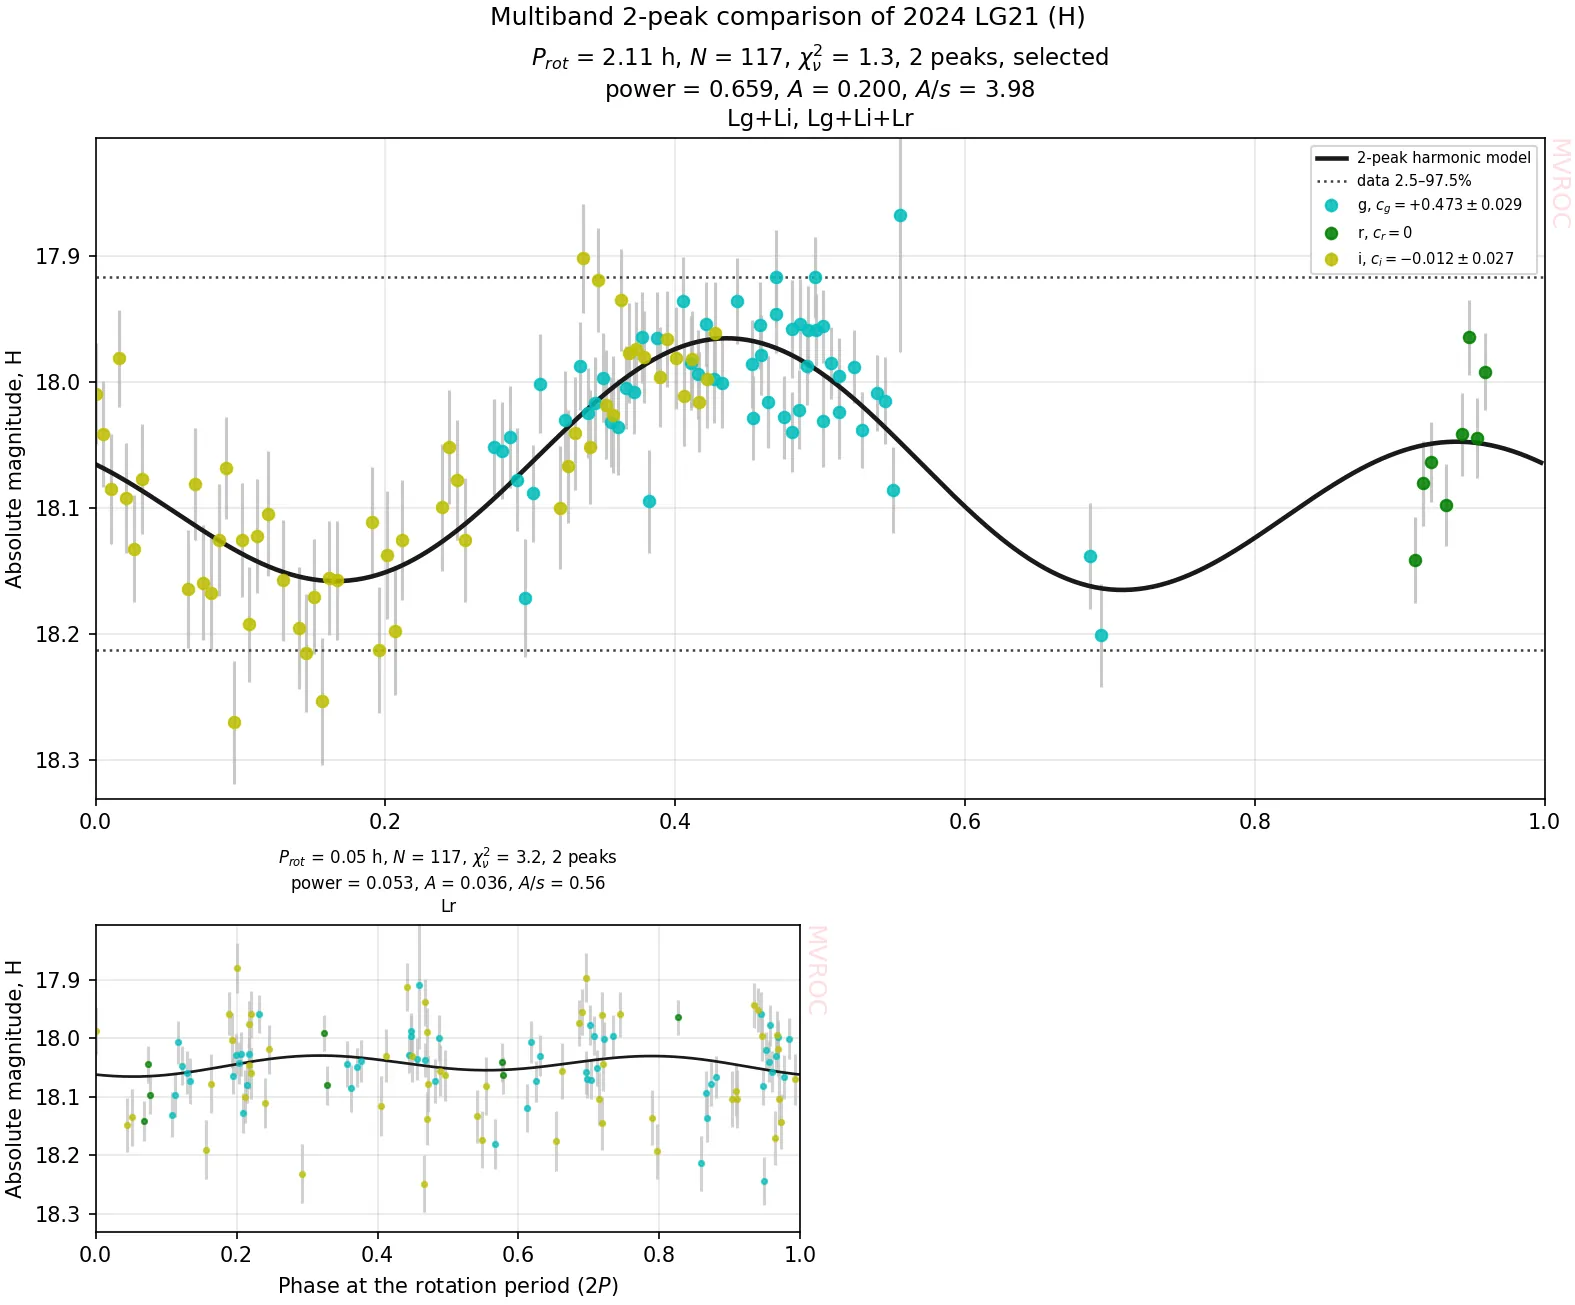 Multiband 2-peak comparison of 2024 LG21 (H)
P_rot = 2.11 h, N = 117, χ²_ν = 1.3, 2 peaks, selected
power = 0.659, A = 0.200, A/s = 3.98
Lg+Li, Lg+Li+Lr
2-peak harmonic model
data 2.5–97.5%
g, c_g = +0.473 ± 0.029
r, c_r = 0
i, c_i = −0.012 ± 0.027
MVROC
Absolute magnitude, H
17.9
18.0
18.1
18.2
18.3
0.0 0.2 0.4 0.6 0.8 1.0
P_rot = 0.05 h, N = 117, χ²_ν = 3.2, 2 peaks
power = 0.053, A = 0.036, A/s = 0.56
Lr
MVROC
Absolute magnitude, H
17.9
18.0
18.1
18.2
18.3
0.0 0.2 0.4 0.6 0.8 1.0
Phase at the rotation period (2P)